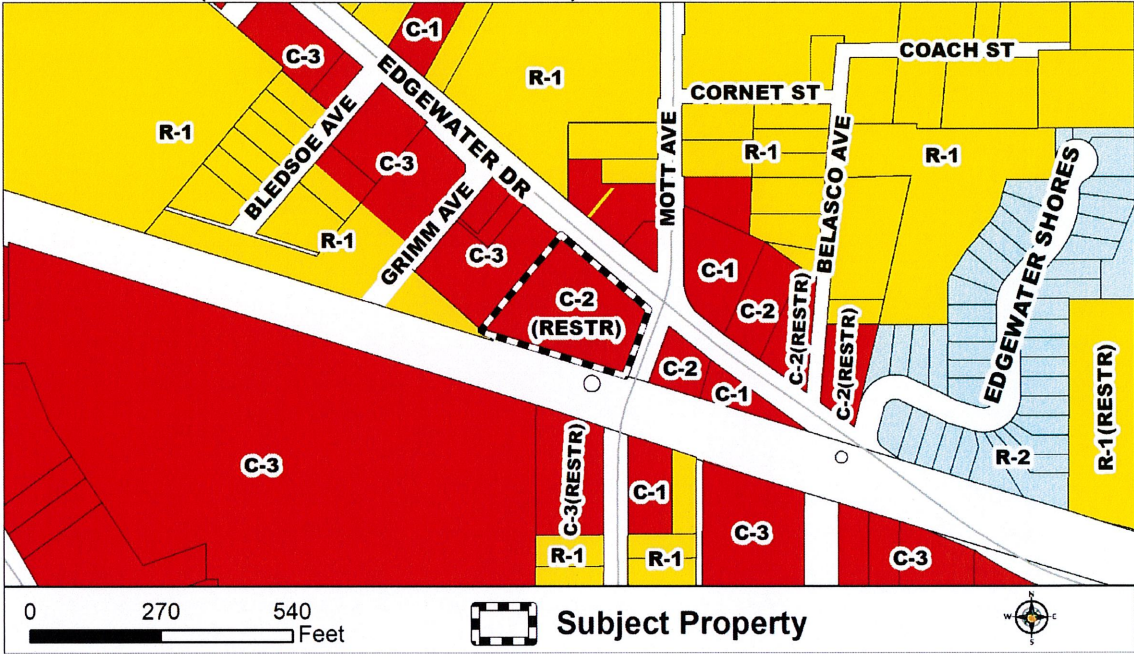 C-1
C-3
EDGEWATER DR
R-1
COACH ST
CORNET ST
R-1
BLEDSOE AVE
C-3
MOTT AVE
R-1
BELASCO AVE
R-1
EDGEWATER SHORES
R-1
GRIMM AVE
C-3
C-2
(RESTR)
C-1
C-2
C-2(RESTR)
C-2(RESTR)
C-2
C-1
R-1(RESTR)
R-2
C-3
C-3(RESTR)
C-1
C-3
R-1
R-1
C-3
0 270 540
Feet
Subject Property
N
W E
S